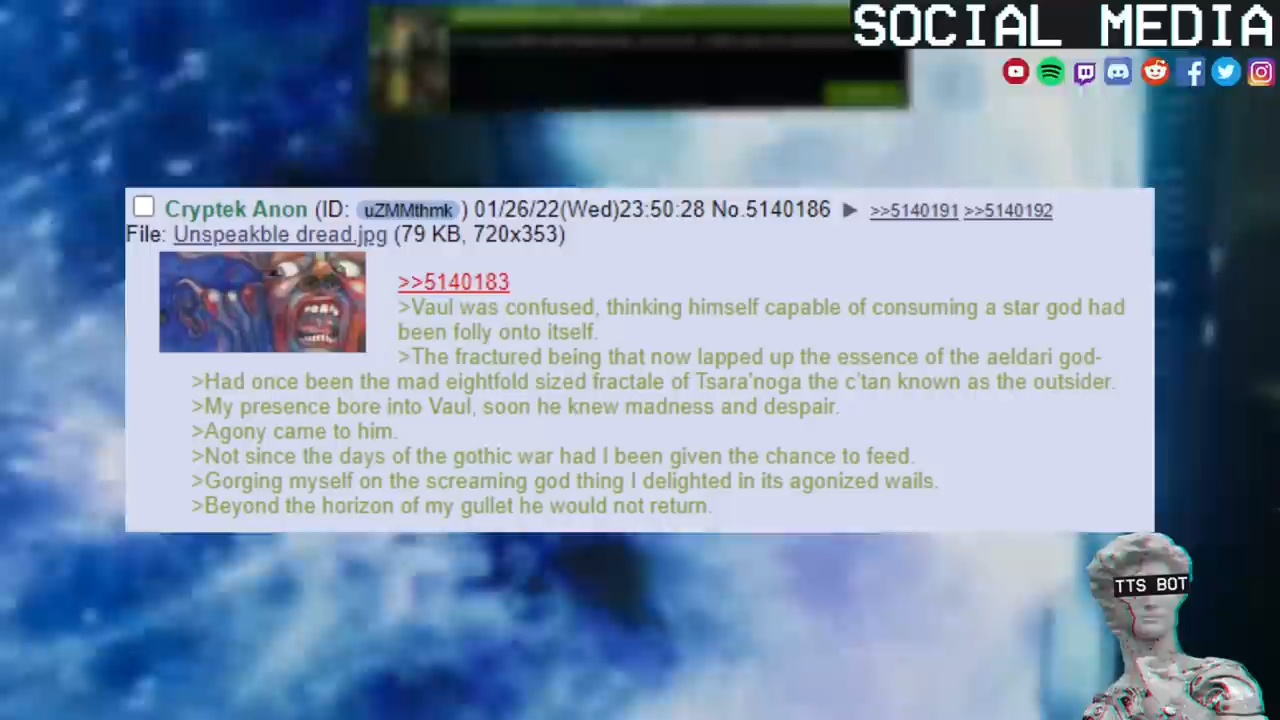 SOCIAL MEDIA
Cryptek Anon (ID: uZMMthmk) 01/26/22(Wed)23:50:28 No.5140186 ▶ >>5140191 >>5140192
File: Unspeakble dread.jpg (79 KB, 720x353)
>>5140183
>Vaul was confused, thinking himself capable of consuming a star god had
been folly onto itself.
>The fractured being that now lapped up the essence of the aeldari god-
>Had once been the mad eightfold sized fractale of Tsara'noga the c'tan known as the outsider.
>My presence bore into Vaul, soon he knew madness and despair.
>Agony came to him.
>Not since the days of the gothic war had I been given the chance to feed.
>Gorging myself on the screaming god thing I delighted in its agonized wails.
>Beyond the horizon of my gullet he would not return.
TTS BOT